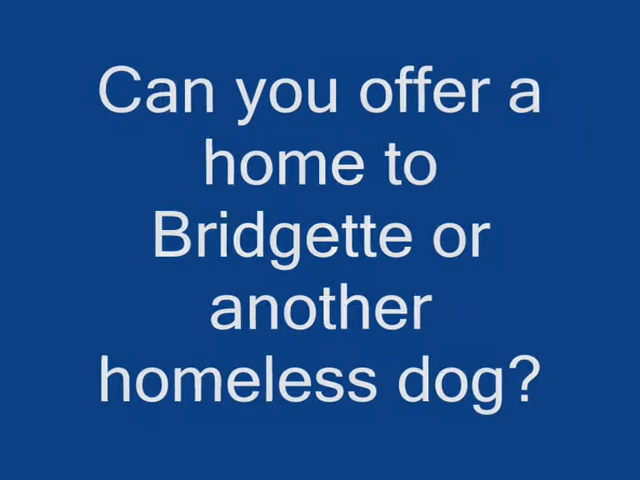 Can you offer a
home to
Bridgette or
another
homeless dog?